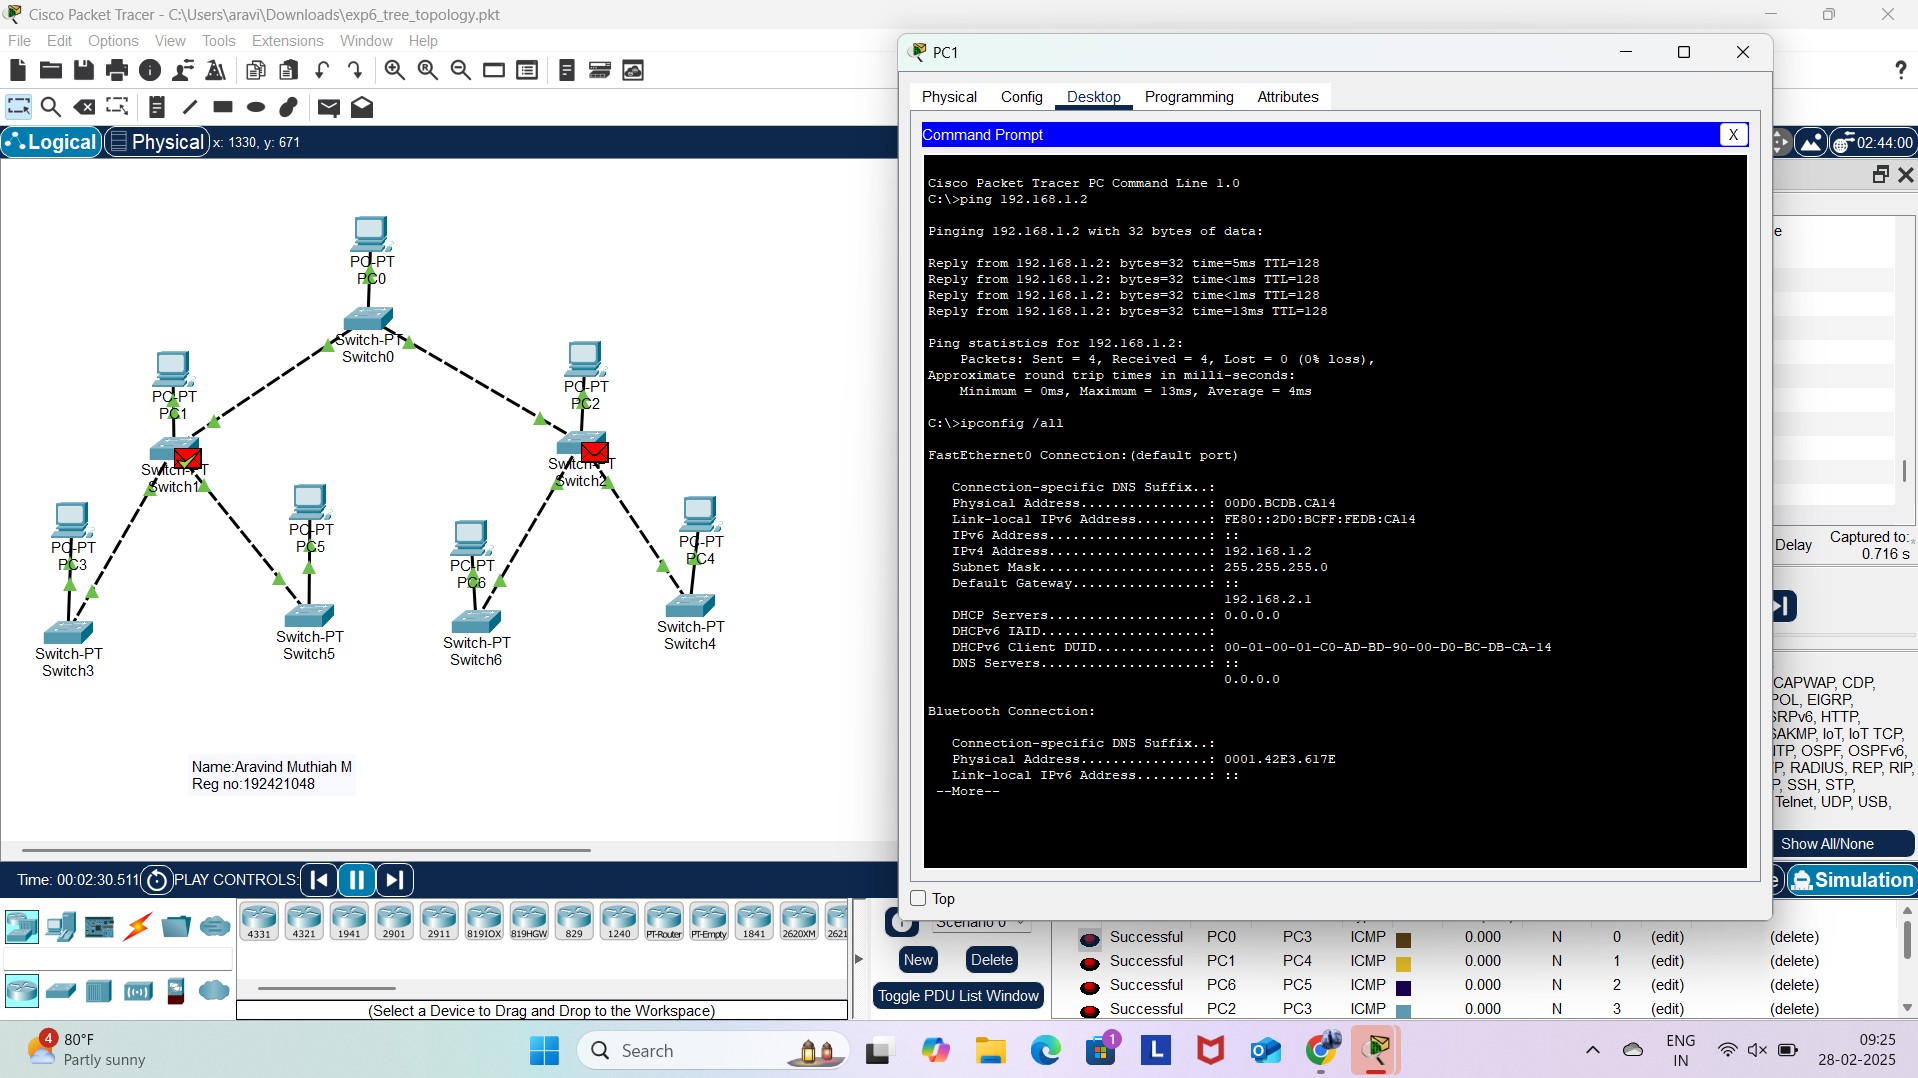 Cisco Packet Tracer - C:\Users\aravi\Downloads\exp6_tree_topology.pkt
File Edit Options View Tools Extensions Window Help
Logical Physical x: 1330, y: 671
02:44:00
PC-PT
PC0
Switch-PT
Switch0
PC-PT
PC1
PC-PT
PC2
Switch1
Switch2
PC-PT
PC3
PC-PT
PC5
PC-PT
PC6
PC-PT
PC4
Switch-PT
Switch3
Switch-PT
Switch5
Switch-PT
Switch6
Switch-PT
Switch4
Name:Aravind Muthiah M
Reg no:192421048
PC1
Physical Config Desktop Programming Attributes
Command Prompt X
Cisco Packet Tracer PC Command Line 1.0
C:\>ping 192.168.1.2
Pinging 192.168.1.2 with 32 bytes of data:
Reply from 192.168.1.2: bytes=32 time=5ms TTL=128
Reply from 192.168.1.2: bytes=32 time<1ms TTL=128
Reply from 192.168.1.2: bytes=32 time<1ms TTL=128
Reply from 192.168.1.2: bytes=32 time=13ms TTL=128
Ping statistics for 192.168.1.2:
Packets: Sent = 4, Received = 4, Lost = 0 (0% loss),
Approximate round trip times in milli-seconds:
Minimum = 0ms, Maximum = 13ms, Average = 4ms
C:\>ipconfig /all
FastEthernet0 Connection:(default port)
Connection-specific DNS Suffix..:
Physical Address................: 00D0.BCDB.CA14
Link-local IPv6 Address.........: FE80::2D0:BCFF:FEDB:CA14
IPv6 Address....................: ::
IPv4 Address....................: 192.168.1.2
Subnet Mask.....................: 255.255.255.0
Default Gateway.................: ::
192.168.2.1
DHCP Servers....................: 0.0.0.0
DHCPv6 IAID.....................:
DHCPv6 Client DUID..............: 00-01-00-01-C0-AD-BD-90-00-D0-BC-DB-CA-14
DNS Servers.....................: ::
0.0.0.0
Bluetooth Connection:
Connection-specific DNS Suffix..:
Physical Address................: 0001.42E3.617E
Link-local IPv6 Address.........: ::
--More--
Top
Delay Captured to:
0.716 s
CAPWAP, CDP,
POL, EIGRP,
SRPv6, HTTP,
SAKMP, IoT, IoT TCP,
NTP, OSPF, OSPFv6,
P, RADIUS, REP, RIP,
P, SSH, STP,
Telnet, UDP, USB,
Show All/None
Simulation
Time: 00:02:30.511 PLAY CONTROLS:
4331 4321 1941 2901 2911 819IOX 819HGW 829 1240 PT-Router PT-Empty 1841 2620XM 2621
(Select a Device to Drag and Drop to the Workspace)
Scenario 0
New Delete
Toggle PDU List Window
Successful PC0 PC3 ICMP 0.000 N 0 (edit) (delete)
Successful PC1 PC4 ICMP 0.000 N 1 (edit) (delete)
Successful PC6 PC5 ICMP 0.000 N 2 (edit) (delete)
Successful PC2 PC3 ICMP 0.000 N 3 (edit) (delete)
4
80°F
Partly sunny
Search
1
ENG
IN
09:25
28-02-2025